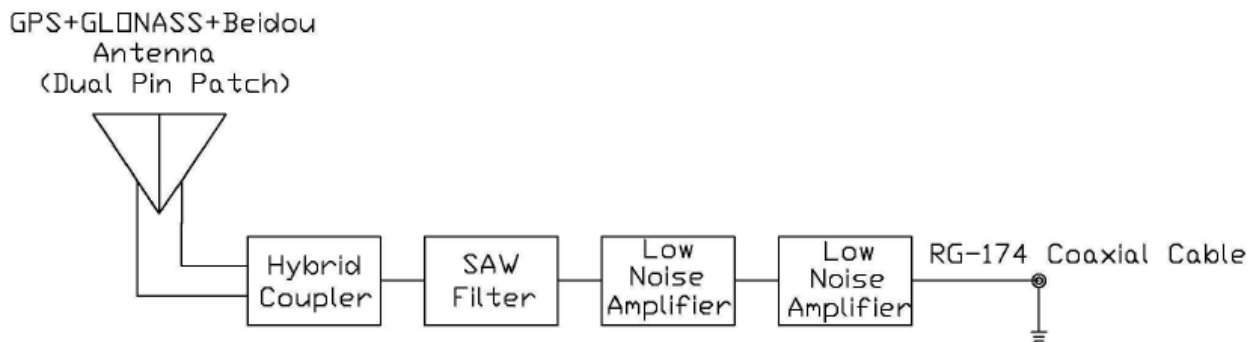 GPS+GLONASS+Beidou
Antenna
(Dual Pin Patch)
Hybrid
Coupler
SAW
Filter
Low
Noise
Amplifier
Low
Noise
Amplifier
RG-174 Coaxial Cable